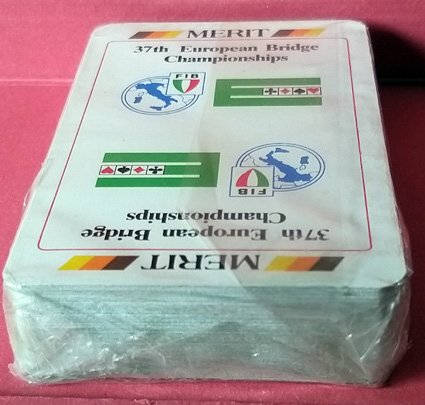 MERIT
37th European Bridge
Championships
FIB
FIB
Championships
37th European Bridge
MERIT